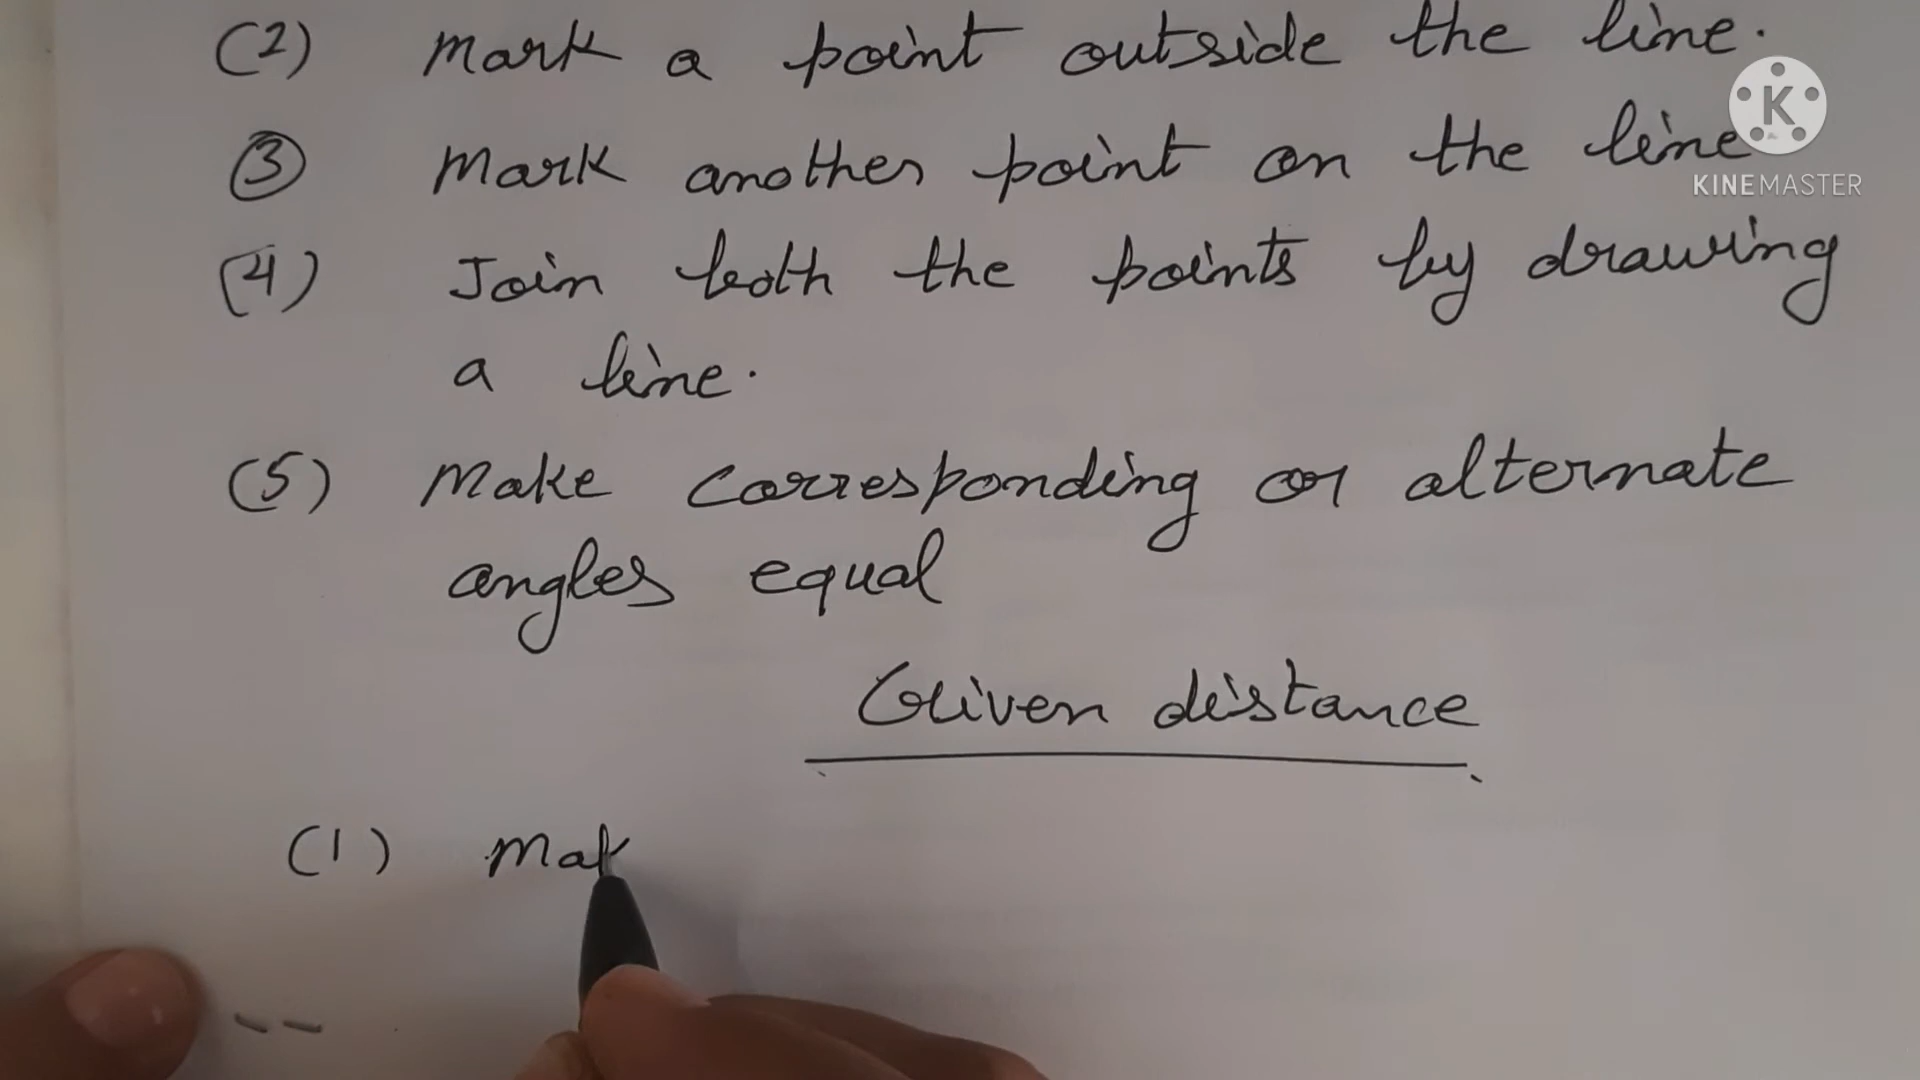 (2) Mark a point outside the line.
K
③ Mark another point on the line
KINEMASTER
(4) Join both the points by drawing
a line.
(5) Make corresponding or alternate
angles equal
Given distance
(1) Mak